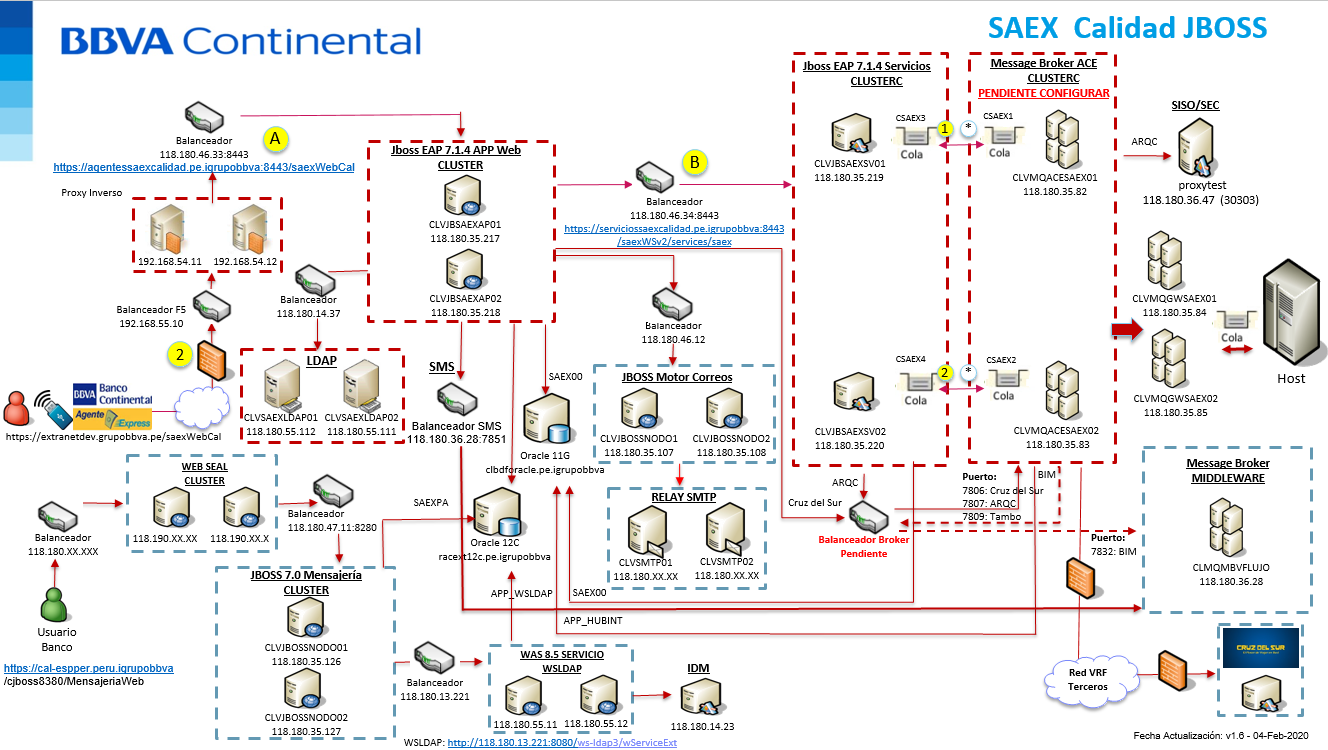 BBVA Continental
SAEX Calidad JBOSS
Balanceador
118.180.46.33:8443
A
https://agentessaexcalidad.pe.igrupobbva:8443/saexWebCal
Proxy Inverso
192.168.54.11
192.168.54.12
Balanceador F5
192.168.55.10
2
BBVA
Banco
Continental
Agente
Express
https://extranetdev.grupobbva.pe/saexWebCal
Jboss EAP 7.1.4 APP Web
CLUSTER
CLVJBSAEXAP01
118.180.35.217
CLVJBSAEXAP02
118.180.35.218
Balanceador
118.180.14.37
LDAP
CLVSAEXLDAP01
118.180.55.112
CLVSAEXLDAP02
118.180.55.111
SMS
Balanceador SMS
118.180.36.28:7851
SAEX00
Oracle 11G
clbdforacle.pe.igrupobbva
B
Balanceador
118.180.46.34:8443
https://serviciossaexcalidad.pe.igrupobbva:8443
/saexWSv2/services/saex
Balanceador
118.180.46.12
JBOSS Motor Correos
CLVJBOSSNODO1
118.180.35.107
CLVJBOSSNODO2
118.180.35.108
RELAY SMTP
CLVSMTP01
118.180.XX.XX
CLVSMTP02
118.180.XX.XX
Jboss EAP 7.1.4 Servicios
CLUSTERC
CLVJBSAEXSV01
118.180.35.219
CSAEX3
Cola
1
*
CLVJBSAEXSV02
118.180.35.220
CSAEX4
Cola
2
*
Message Broker ACE
CLUSTERC
PENDIENTE CONFIGURAR
CSAEX1
Cola
CLVMQACESAEX01
118.180.35.82
CSAEX2
Cola
CLVMQACESAEX02
118.180.35.83
SISO/SEC
ARQC
proxytest
118.180.36.47 (30303)
CLVMQGWSAEX01
118.180.35.84
CLVMQGWSAEX02
118.180.35.85
Cola
Host
WEB SEAL
CLUSTER
118.190.XX.XX
118.190.XX.X
Balanceador
118.180.XX.XXX
Balanceador
118.180.47.11:8280
Usuario
Banco
https://cal-espper.peru.igrupobbva
/cjboss8380/MensajeriaWeb
JBOSS 7.0 Mensajería
CLUSTER
CLVJBOSSNODO01
118.180.35.126
CLVJBOSSNODO02
118.180.35.127
SAEXPA
Oracle 12C
racext12c.pe.igrupobbva
APP_WSLDAP
SAEX00
APP_HUBINT
Balanceador
118.180.13.221
WAS 8.5 SERVICIO
WSLDAP
118.180.55.11
118.180.55.12
IDM
118.180.14.23
WSLDAP: http://118.180.13.221:8080/ws-ldap3/wServiceExt
Cruz del Sur
ARQC
Balanceador Broker
Pendiente
Puerto:
7806: Cruz del Sur
7807: ARQC
7809: Tambo
BIM
Puerto:
7832: BIM
Message Broker
MIDDLEWARE
CLMQMBVFLUJO
118.180.36.28
Red VRF
Terceros
CRUZ DEL SUR
Fecha Actualización: v1.6 - 04-Feb-2020